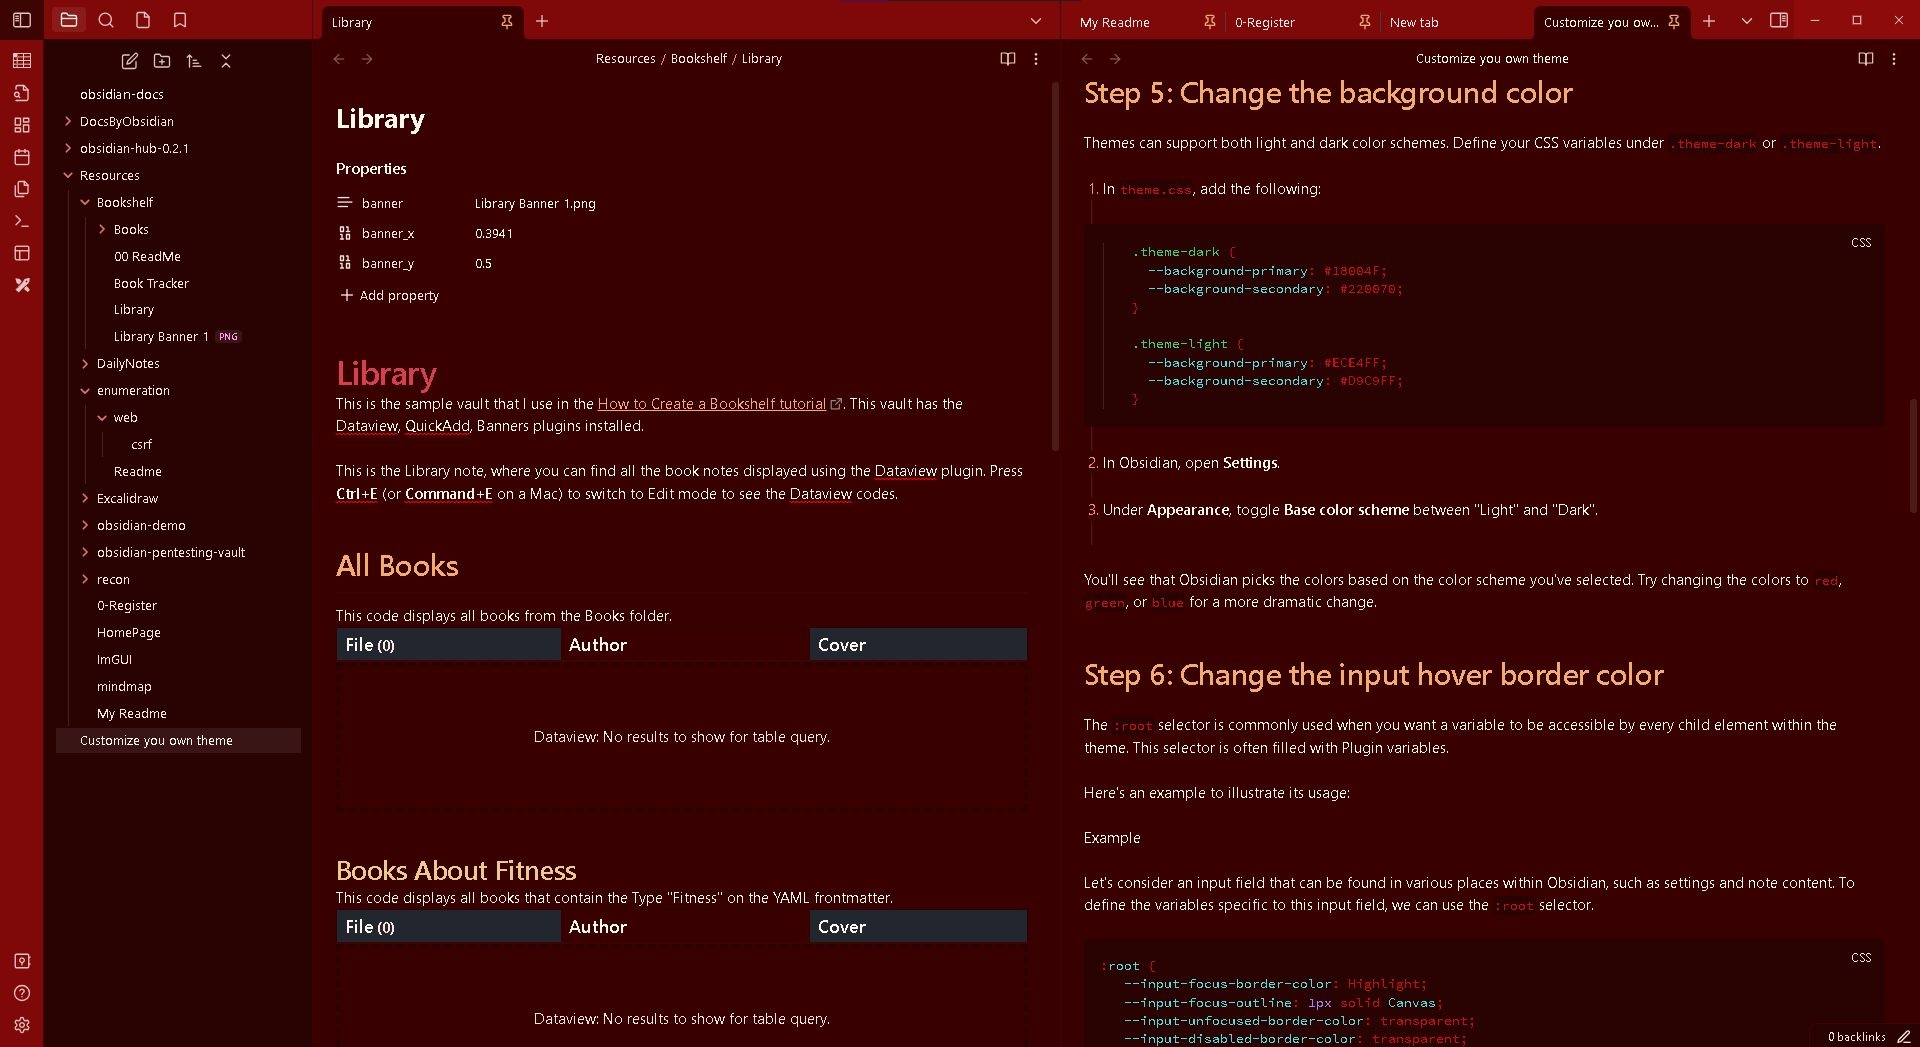 Library
My Readme
0-Register
New tab
Customize you ow...
obsidian-docs
DocsByObsidian
obsidian-hub-0.2.1
Resources
Bookshelf
Books
00 ReadMe
Book Tracker
Library
Library Banner 1 PNG
DailyNotes
enumeration
web
csrf
Readme
Excalidraw
obsidian-demo
obsidian-pentesting-vault
recon
0-Register
HomePage
ImGUI
mindmap
My Readme
Customize you own theme
Resources / Bookshelf / Library
Library
Properties
banner Library Banner 1.png
banner_x 0.3941
banner_y 0.5
Add property
Library
This is the sample vault that I use in the How to Create a Bookshelf tutorial. This vault has the
Dataview, QuickAdd, Banners plugins installed.
This is the Library note, where you can find all the book notes displayed using the Dataview plugin. Press
Ctrl+E (or Command+E on a Mac) to switch to Edit mode to see the Dataview codes.
All Books
This code displays all books from the Books folder.
File (0) Author Cover
Dataview: No results to show for table query.
Books About Fitness
This code displays all books that contain the Type "Fitness" on the YAML frontmatter.
File (0) Author Cover
Dataview: No results to show for table query.
Customize you own theme
Step 5: Change the background color
Themes can support both light and dark color schemes. Define your CSS variables under .theme-dark or .theme-light.
1. In theme.css, add the following:
CSS
.theme-dark {
--background-primary: #18004F;
--background-secondary: #220070;
}
.theme-light {
--background-primary: #ECE4FF;
--background-secondary: #D9C9FF;
}
2. In Obsidian, open Settings.
3. Under Appearance, toggle Base color scheme between "Light" and "Dark".
You'll see that Obsidian picks the colors based on the color scheme you've selected. Try changing the colors to red,
green, or blue for a more dramatic change.
Step 6: Change the input hover border color
The :root selector is commonly used when you want a variable to be accessible by every child element within the
theme. This selector is often filled with Plugin variables.
Here's an example to illustrate its usage:
Example
Let's consider an input field that can be found in various places within Obsidian, such as settings and note content. To
define the variables specific to this input field, we can use the :root selector.
CSS
:root {
--input-focus-border-color: Highlight;
--input-focus-outline: 1px solid Canvas;
--input-unfocused-border-color: transparent;
--input-disabled-border-color: transparent;
0 backlinks